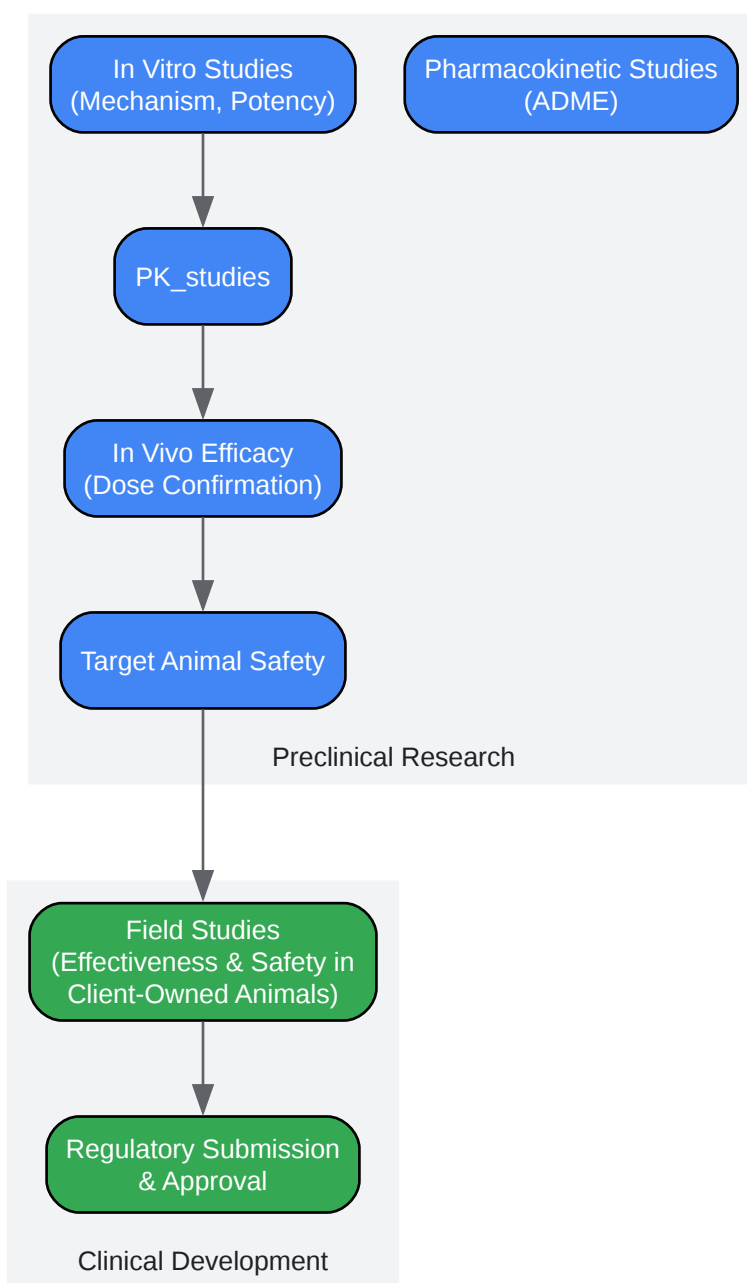 In Vitro Studies
(Mechanism, Potency)
Pharmacokinetic Studies
(ADME)
PK_studies
In Vivo Efficacy
(Dose Confirmation)
Target Animal Safety
Preclinical Research
Field Studies
(Effectiveness & Safety in
Client-Owned Animals)
Regulatory Submission
& Approval
Clinical Development